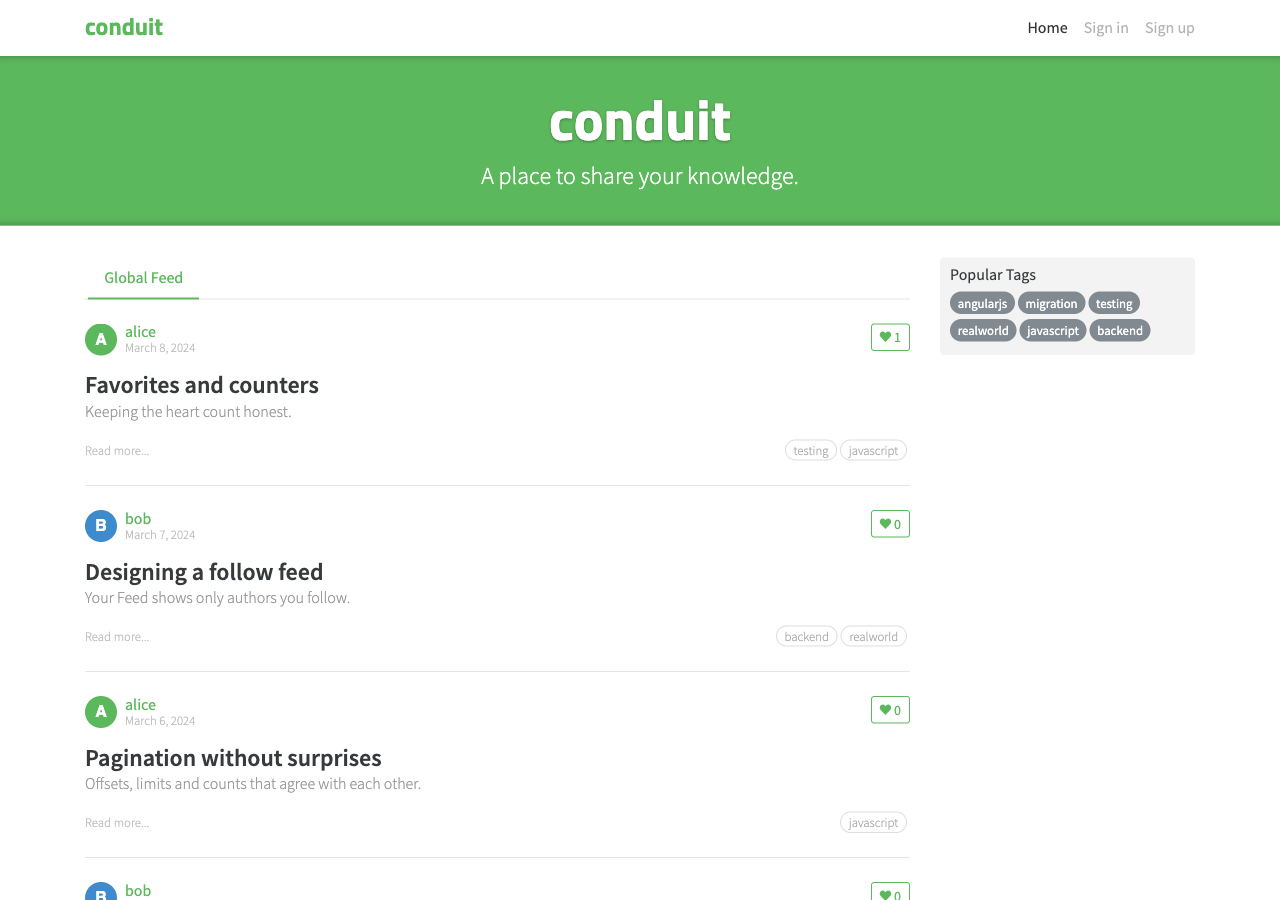 conduit
Home Sign in Sign up
conduit
A place to share your knowledge.
Global Feed
Popular Tags
angularjs migration testing
realworld javascript backend
A alice
March 8, 2024
1
Favorites and counters
Keeping the heart count honest.
Read more...
testing javascript
B bob
March 7, 2024
0
Designing a follow feed
Your Feed shows only authors you follow.
Read more...
backend realworld
A alice
March 6, 2024
0
Pagination without surprises
Offsets, limits and counts that agree with each other.
Read more...
javascript
B bob
0